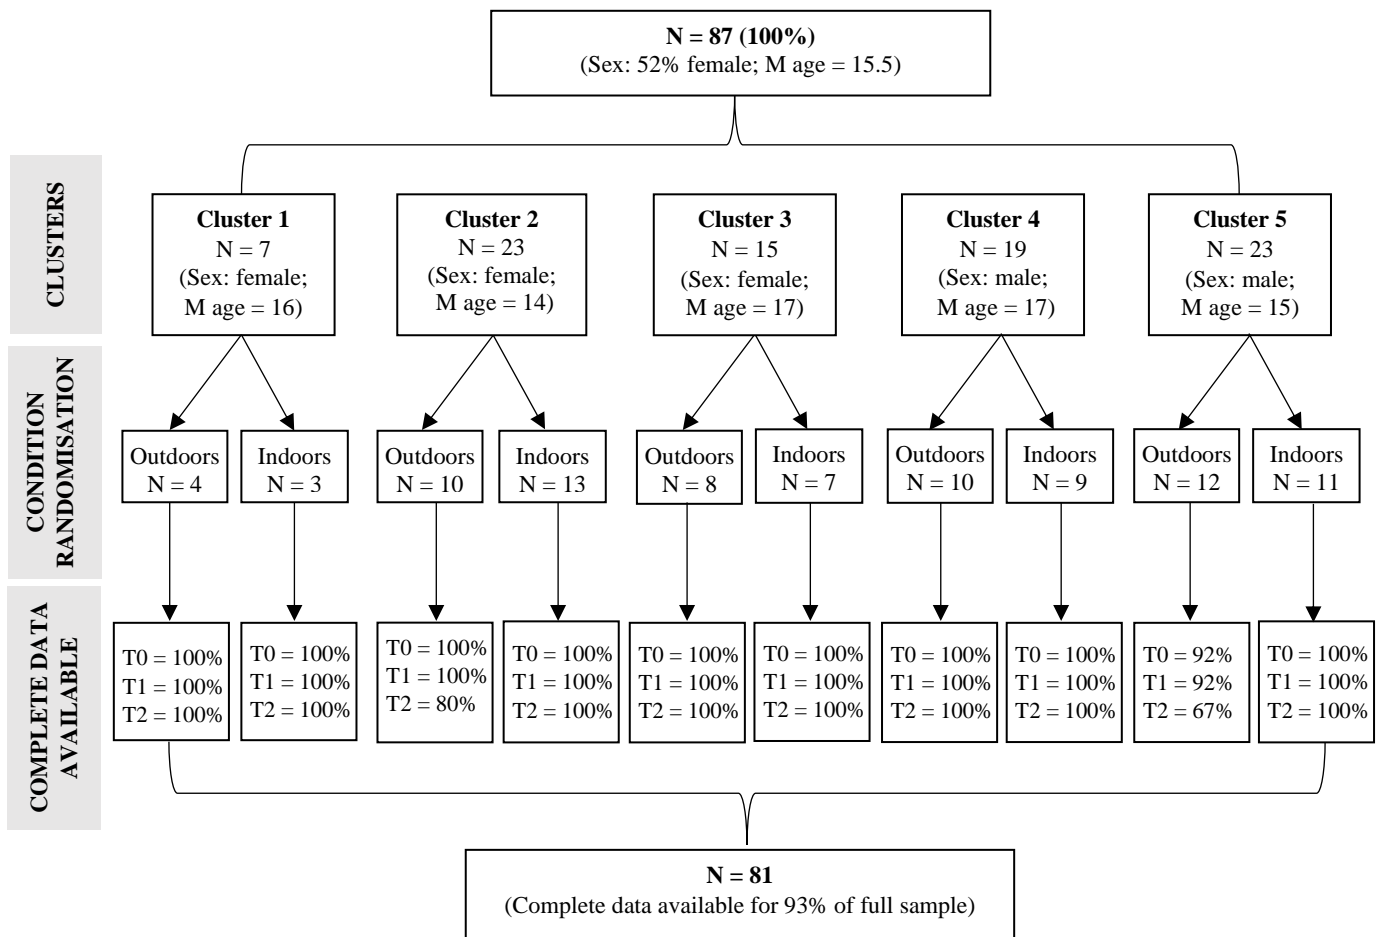 N = 87 (100%)
(Sex: 52% female; M age = 15.5)
CLUSTERS
Cluster 1
N = 7
(Sex: female;
M age = 16)
Cluster 2
N = 23
(Sex: female;
M age = 14)
Cluster 3
N = 15
(Sex: female;
M age = 17)
Cluster 4
N = 19
(Sex: male;
M age = 17)
Cluster 5
N = 23
(Sex: male;
M age = 15)
CONDITION
RANDOMISATION
Outdoors
N = 4
Indoors
N = 3
Outdoors
N = 10
Indoors
N = 13
Outdoors
N = 8
Indoors
N = 7
Outdoors
N = 10
Indoors
N = 9
Outdoors
N = 12
Indoors
N = 11
COMPLETE DATA
AVAILABLE
T0 = 100%
T1 = 100%
T2 = 100%
T0 = 100%
T1 = 100%
T2 = 100%
T0 = 100%
T1 = 100%
T2 = 80%
T0 = 100%
T1 = 100%
T2 = 100%
T0 = 100%
T1 = 100%
T2 = 100%
T0 = 100%
T1 = 100%
T2 = 100%
T0 = 100%
T1 = 100%
T2 = 100%
T0 = 100%
T1 = 100%
T2 = 100%
T0 = 92%
T1 = 92%
T2 = 67%
T0 = 100%
T1 = 100%
T2 = 100%
N = 81
(Complete data available for 93% of full sample)